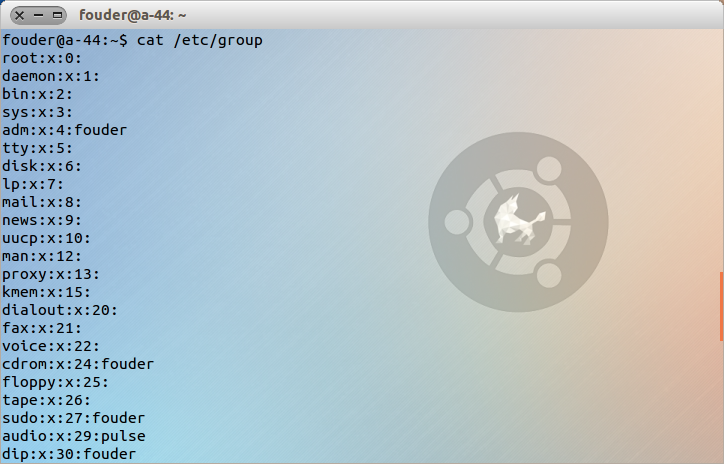 fouder@a-44: ~
fouder@a-44:~$ cat /etc/group
root:x:0:
daemon:x:1:
bin:x:2:
sys:x:3:
adm:x:4:fouder
tty:x:5:
disk:x:6:
lp:x:7:
mail:x:8:
news:x:9:
uucp:x:10:
man:x:12:
proxy:x:13:
kmem:x:15:
dialout:x:20:
fax:x:21:
voice:x:22:
cdrom:x:24:fouder
floppy:x:25:
tape:x:26:
sudo:x:27:fouder
audio:x:29:pulse
dip:x:30:fouder